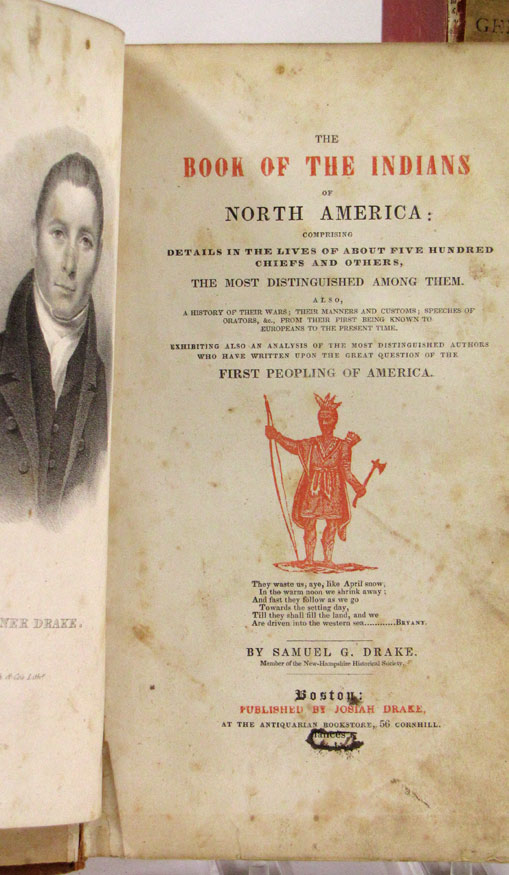 GE
THE
BOOK OF THE INDIANS
OF
NORTH AMERICA:
COMPRISING
DETAILS IN THE LIVES OF ABOUT FIVE HUNDRED
CHIEFS AND OTHERS,
THE MOST DISTINGUISHED AMONG THEM.
ALSO,
A HISTORY OF THEIR WARS; THEIR MANNERS AND CUSTOMS; SPEECHES OF
ORATORS, &c., FROM THEIR FIRST BEING KNOWN TO
EUROPEANS TO THE PRESENT TIME.
EXHIBITING ALSO AN ANALYSIS OF THE MOST DISTINGUISHED AUTHORS
WHO HAVE WRITTEN UPON THE GREAT QUESTION OF THE
FIRST PEOPLING OF AMERICA.
They waste us, aye, like April snow,
In the warm noon we shrink away;
And fast they follow as we go
Towards the setting day,
Till they shall fill the land, and we
Are driven into the western sea............BRYANT.
BY SAMUEL G. DRAKE.
Member of the New-Hampshire Historical Society.
Boston:
PUBLISHED BY JOSIAH DRAKE,
AT THE ANTIQUARIAN BOOKSTORE, 56 CORNHILL.
NER DRAKE.